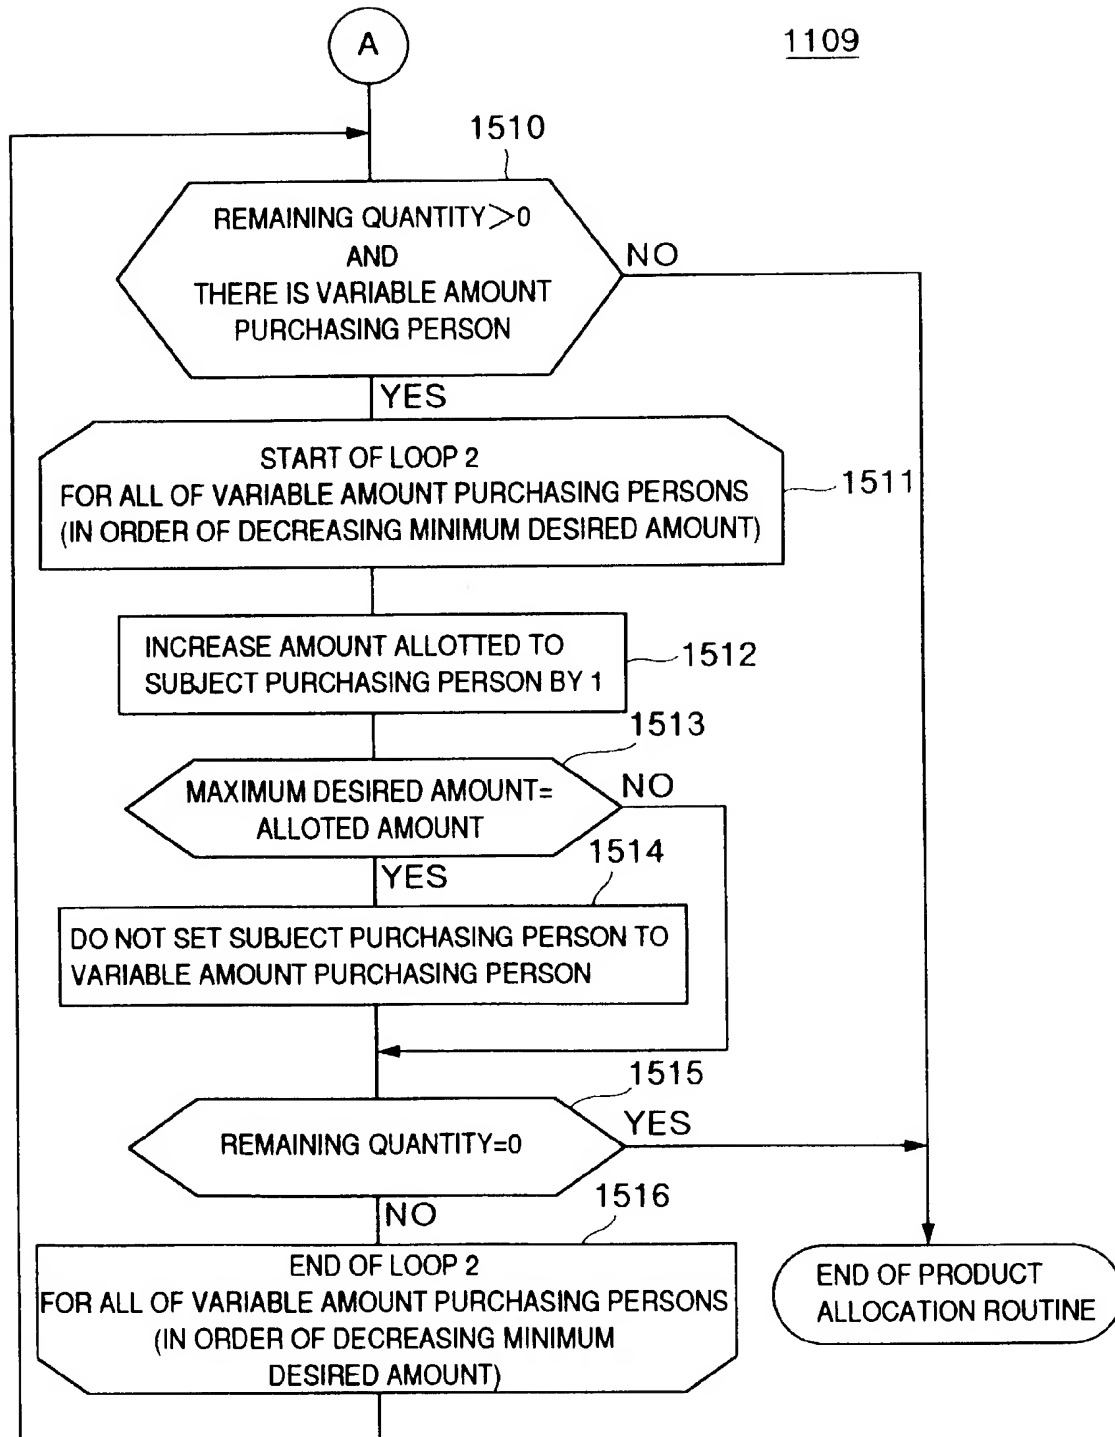 A
1109
1510
REMAINING QUANTITY>0
AND
THERE IS VARIABLE AMOUNT
PURCHASING PERSON
NO
YES
START OF LOOP 2
FOR ALL OF VARIABLE AMOUNT PURCHASING PERSONS
(IN ORDER OF DECREASING MINIMUM DESIRED AMOUNT)
1511
INCREASE AMOUNT ALLOTTED TO
SUBJECT PURCHASING PERSON BY 1
1512
1513
MAXIMUM DESIRED AMOUNT=
ALLOTED AMOUNT
NO
YES
1514
DO NOT SET SUBJECT PURCHASING PERSON TO
VARIABLE AMOUNT PURCHASING PERSON
1515
REMAINING QUANTITY=0
YES
NO
1516
END OF LOOP 2
FOR ALL OF VARIABLE AMOUNT PURCHASING PERSONS
(IN ORDER OF DECREASING MINIMUM
DESIRED AMOUNT)
END OF PRODUCT
ALLOCATION ROUTINE